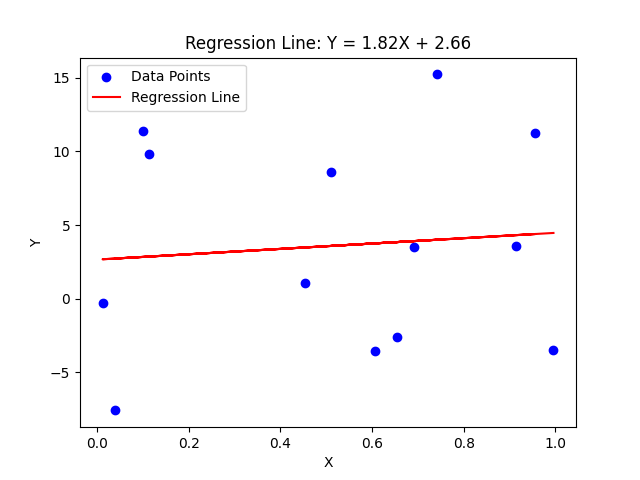 Regression Line: Y = 1.82X + 2.66
Data Points
Regression Line
15
10
5
0
−5
Y
0.0 0.2 0.4 0.6 0.8 1.0
X